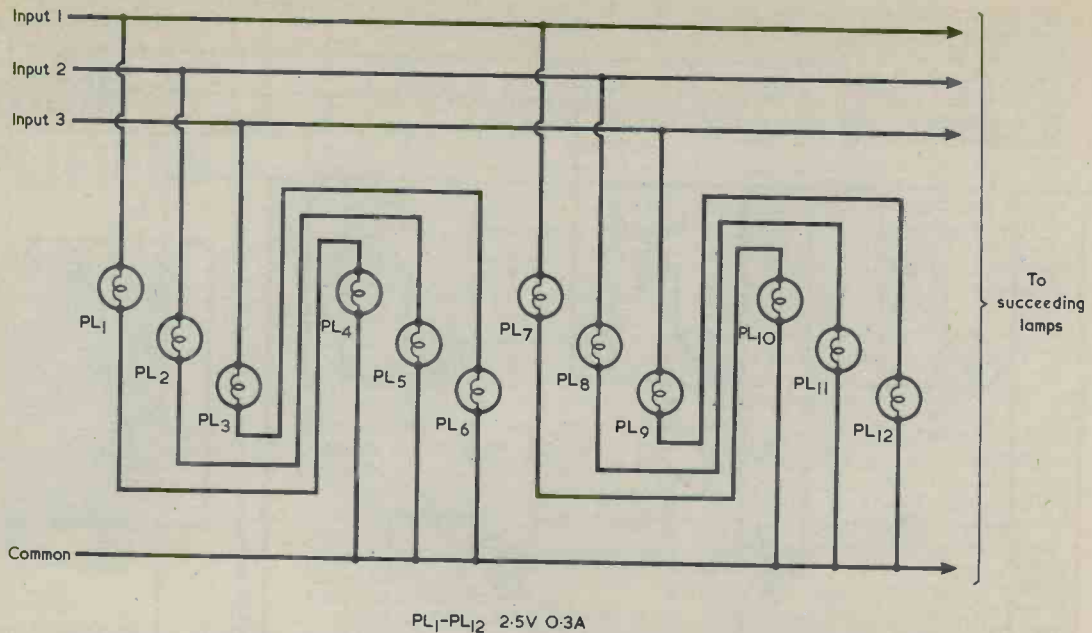 Input 1
Input 2
Input 3
PL1
PL2
PL3
PL4
PL5
PL6
PL7
PL8
PL9
PL10
PL11
PL12
To
succeeding
lamps
Common
PL1-PL12 2·5V 0·3A